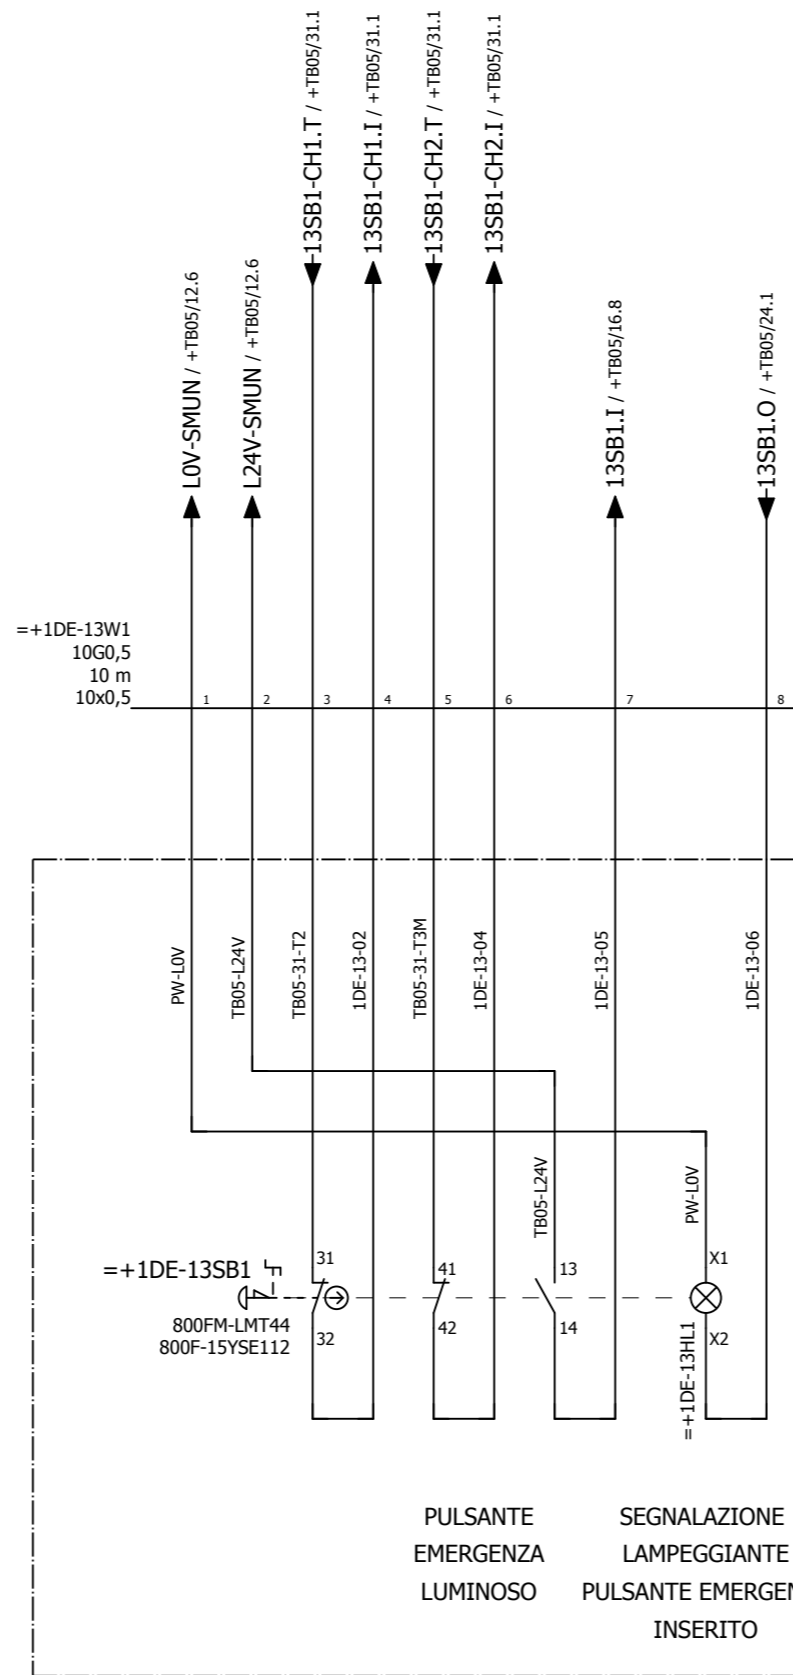 -13SB1-CH1.T / +TB05/31.1
13SB1-CH1.I / +TB05/31.1
-13SB1-CH2.T / +TB05/31.1
13SB1-CH2.I / +TB05/31.1
L0V-SMUN / +TB05/12.6
L24V-SMUN / +TB05/12.6
13SB1.I / +TB05/16.8
-13SB1.O / +TB05/24.1
=+1DE-13W1
10G0,5
10 m
10x0,5
1 2 3 4 5 6 7 8
PW-L0V
TB05-L24V
TB05-31-T2
1DE-13-02
TB05-31-T3M
1DE-13-04
1DE-13-05
1DE-13-06
TB05-L24V
PW-L0V
=+1DE-13SB1
800FM-LMT44
800F-15YSE112
31
32
41
42
13
14
X1
X2
=+1DE-13HL1
PULSANTE
EMERGENZA
LUMINOSO
SEGNALAZIONE
LAMPEGGIANTE
PULSANTE
INSERITO